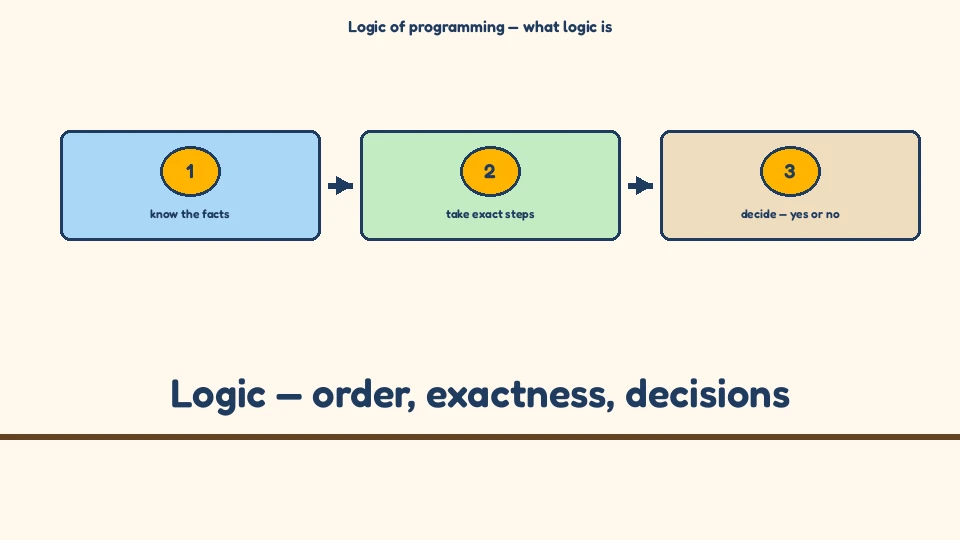 Logic of programming — what logic is
1
2
3
know the facts
take exact steps
decide — yes or no
Logic — order, exactness, decisions